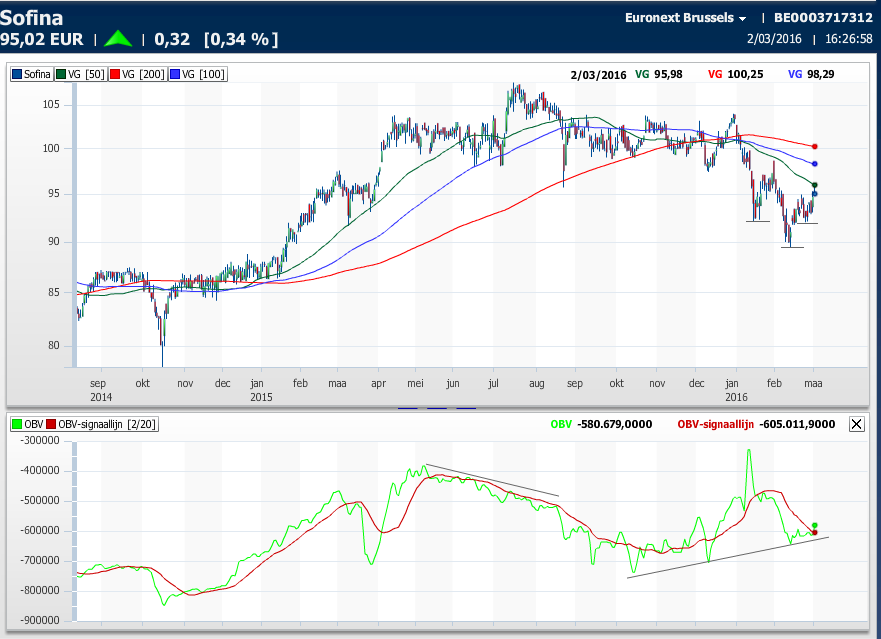 Sofina
Euronext Brussels | BE0003717312
95,02 EUR | | 0,32 [0,34 %]
2/03/2016 | 16:26:58
Sofina VG [50] VG [200] VG [100]
2/03/2016 VG 95,98 VG 100,25 VG 98,29
105
100
95
90
85
80
sep okt nov dec jan feb maa apr mei jun jul aug sep okt nov dec jan feb maa
2014 2015 2016
OBV OBV-signaallijn [2/20]
OBV -580.679,0000 OBV-signaallijn -605.011,9000
-300000
-400000
-500000
-600000
-700000
-800000
-900000